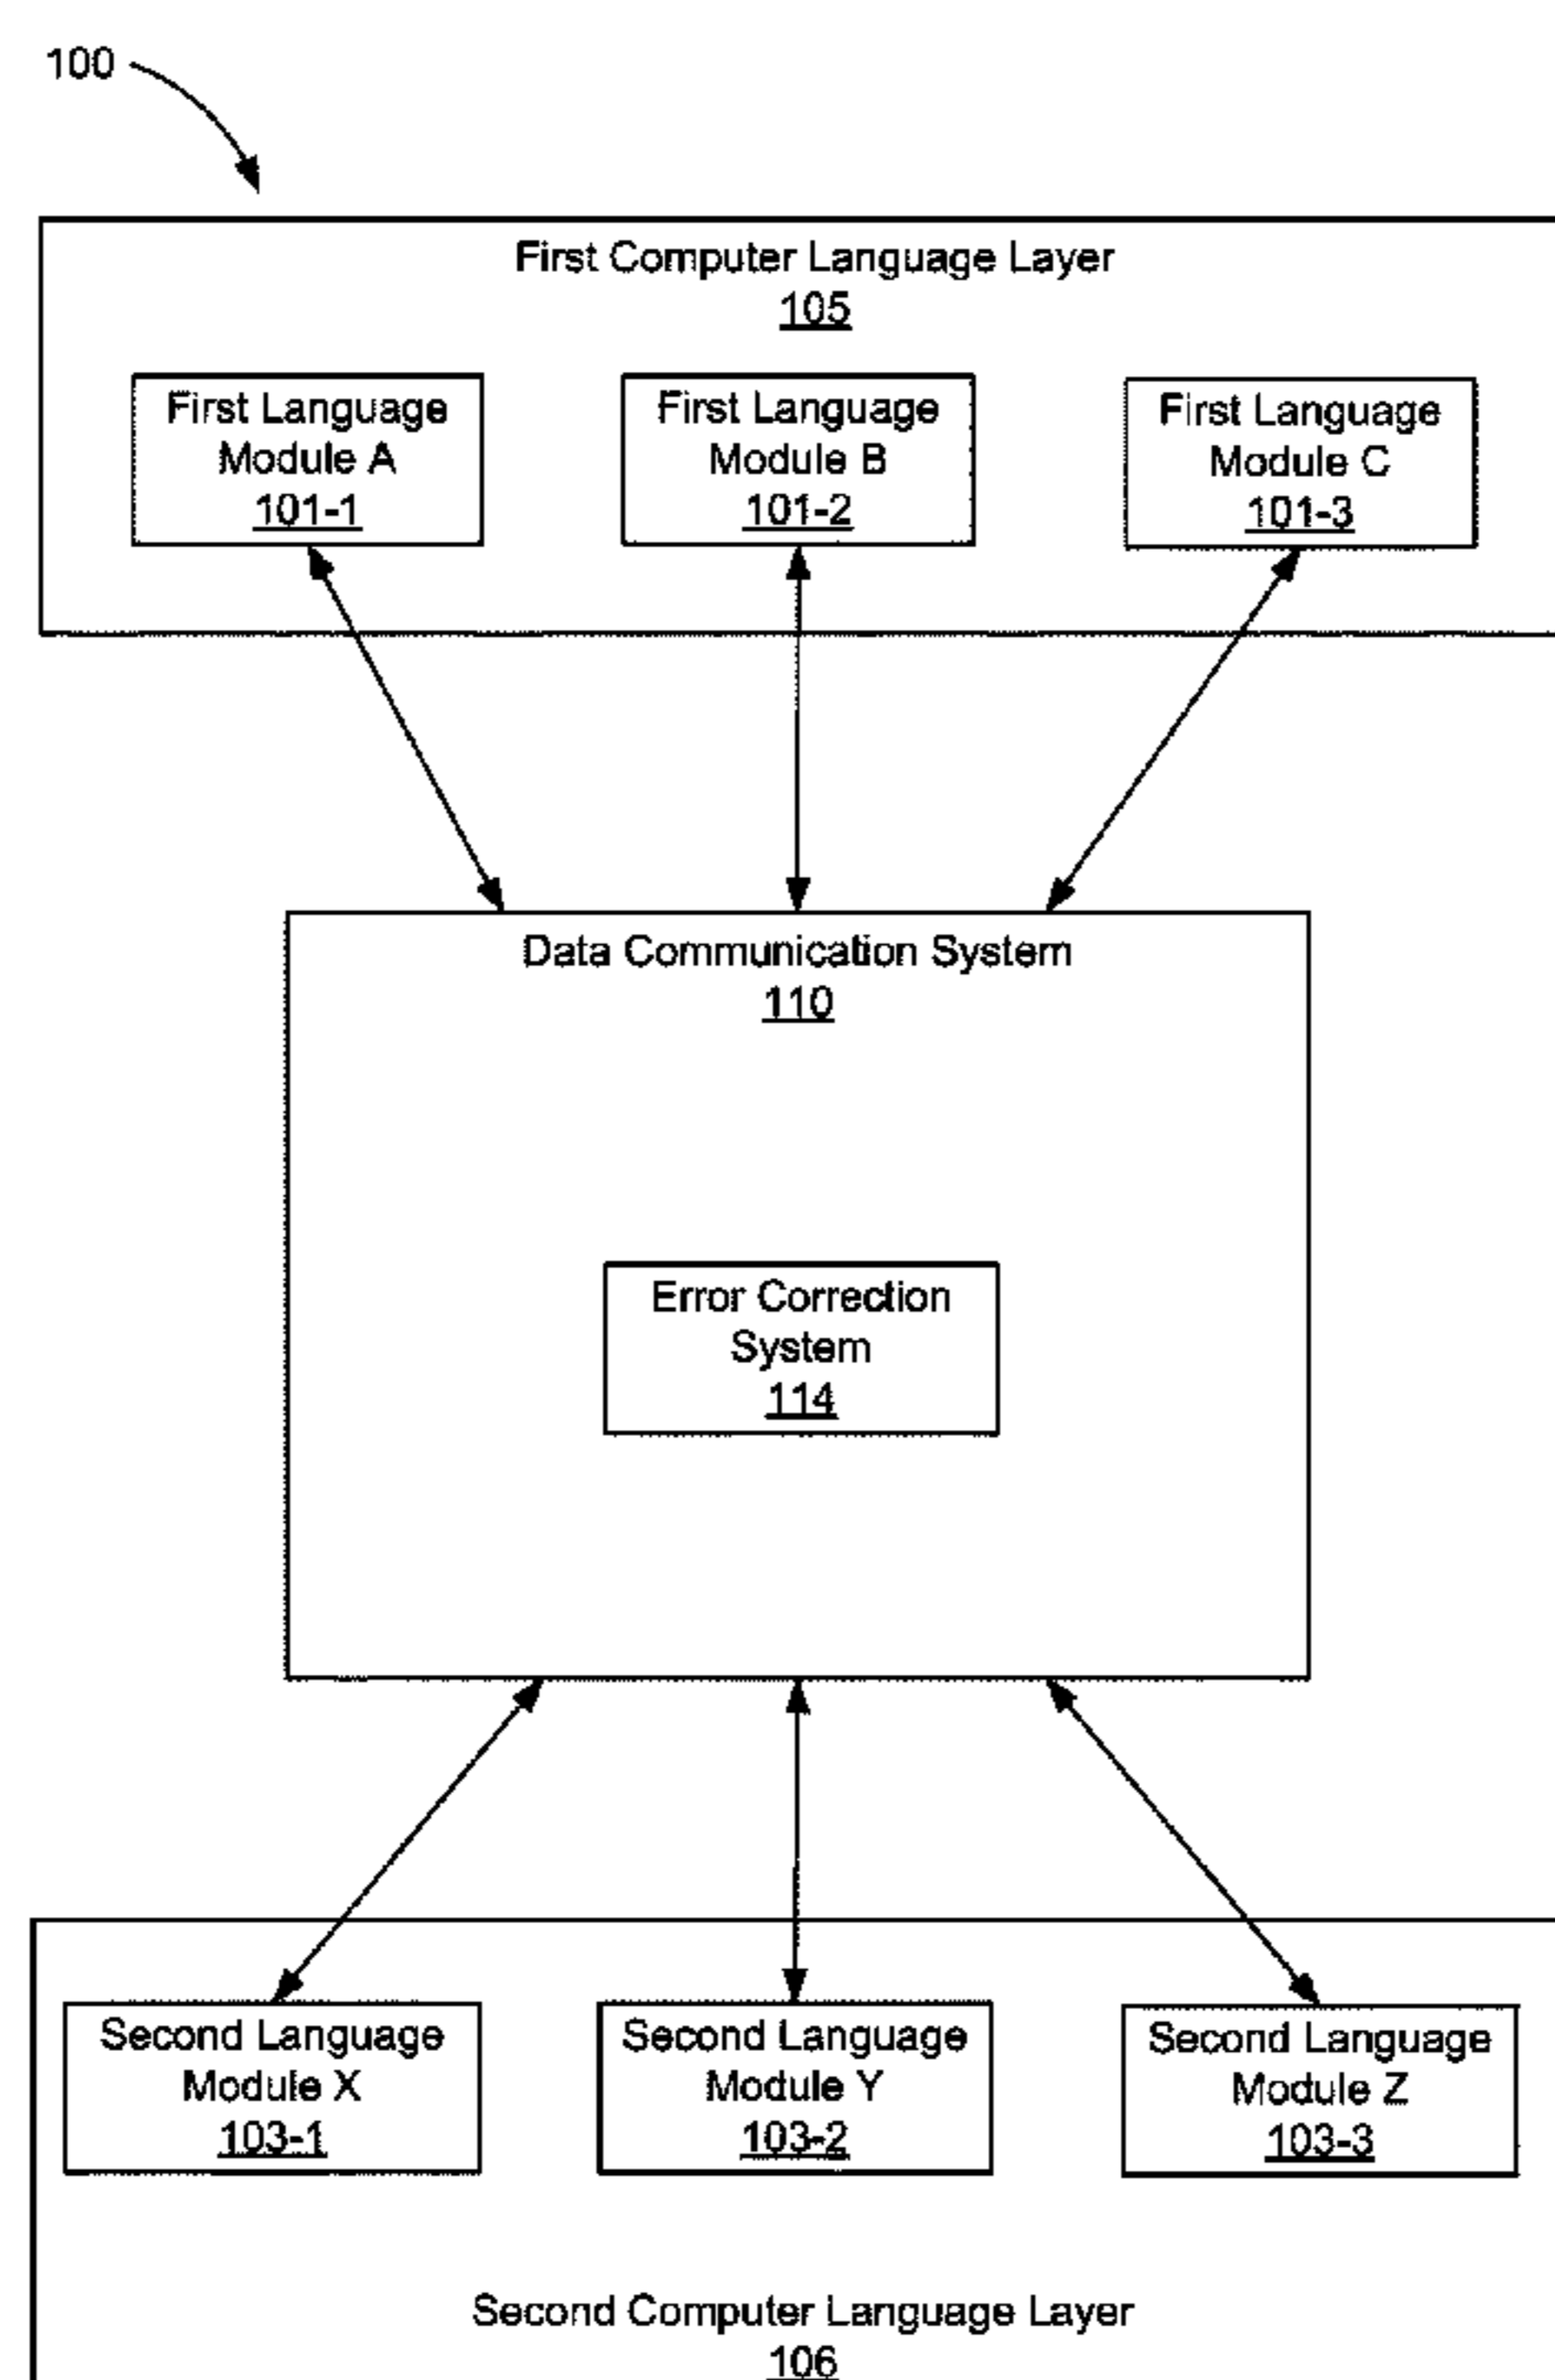 100
First Computer Language Layer
105
First Language
Module A
101-1
First Language
Module B
101-2
First Language
Module C
101-3
Data Communication System
110
Error Correction
System
114
Second Language
Module X
103-1
Second Language
Module Y
103-2
Second Language
Module Z
103-3
Second Computer Language Layer
106